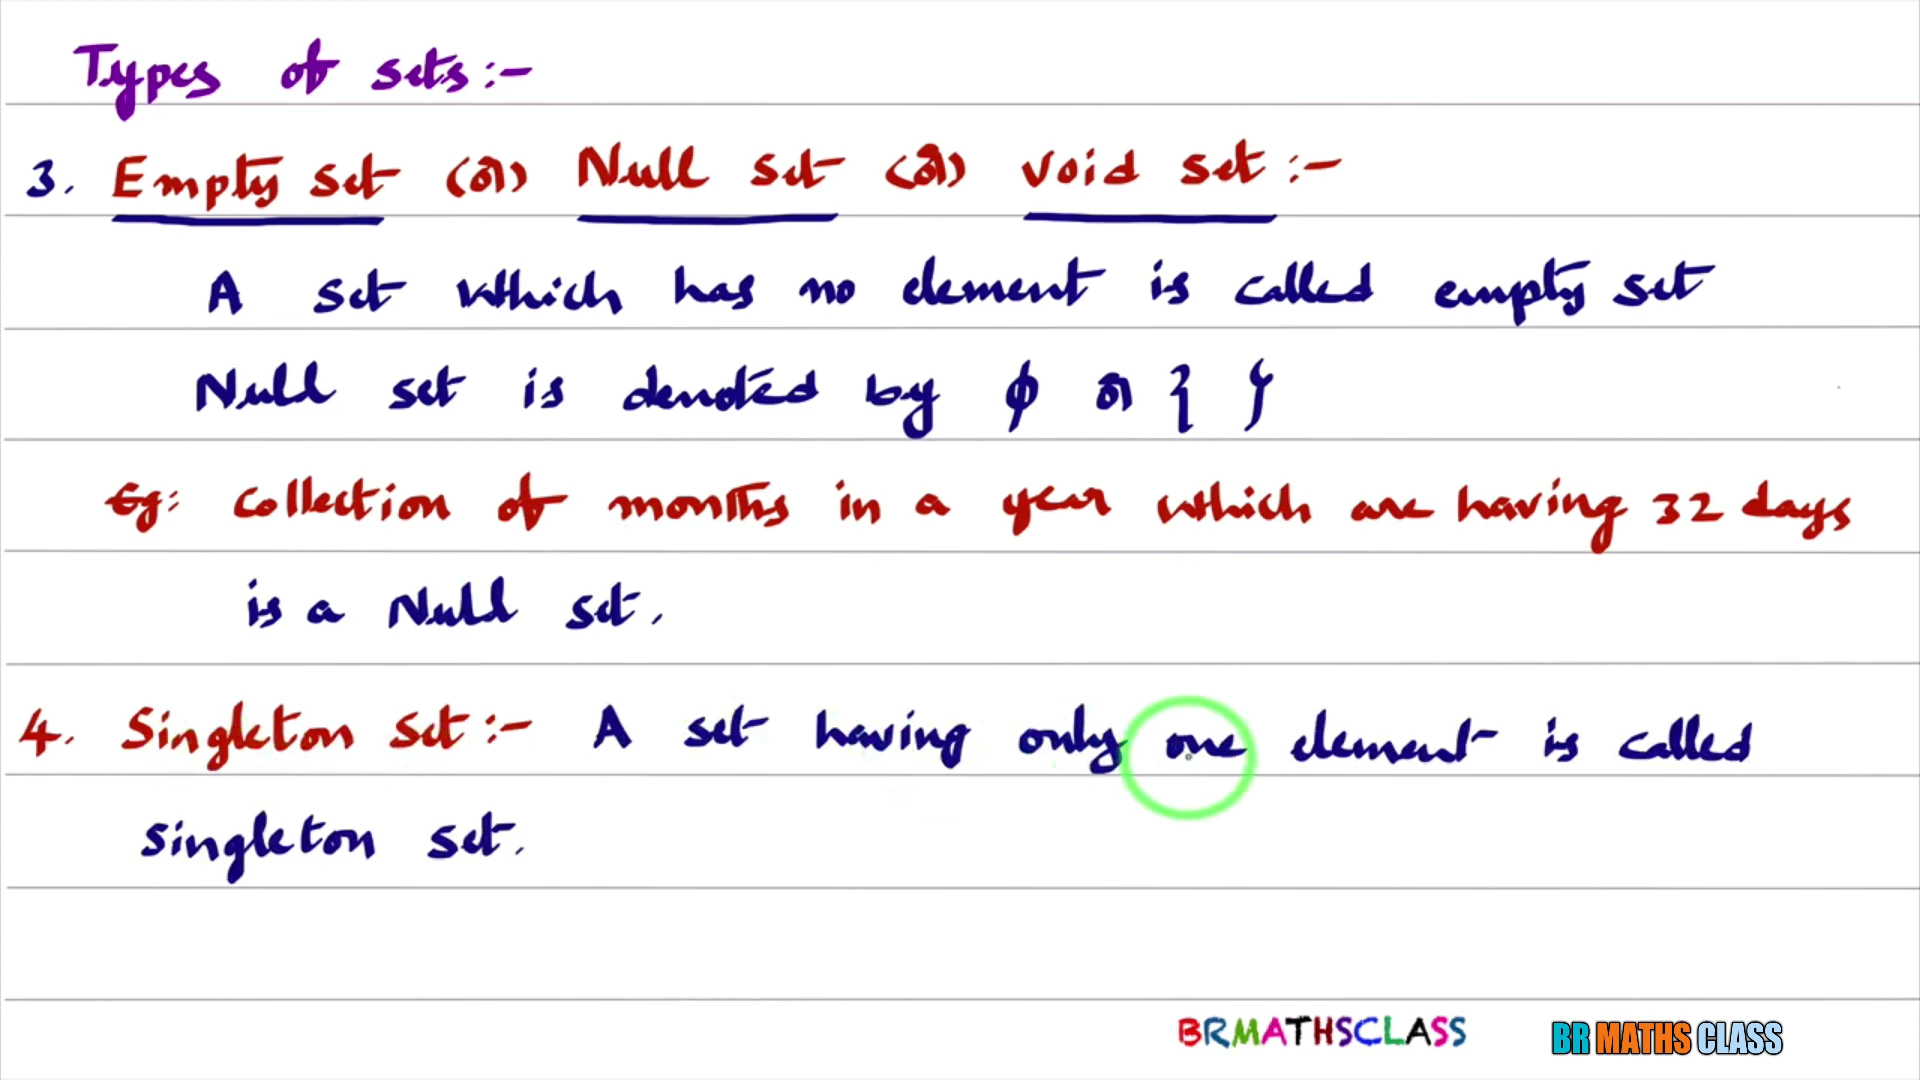 Types of sets:-
3. Empty set (or) Null set (or) void set:-
A set which has no element is called empty set
Null set is denoted by ϕ or { }
Eg: collection of months in a year which are having 32 days
is a Null set.
4. Singleton set:- A set having only one element is called
singleton set.
BRMATHSCLASS
BR MATHS CLASS